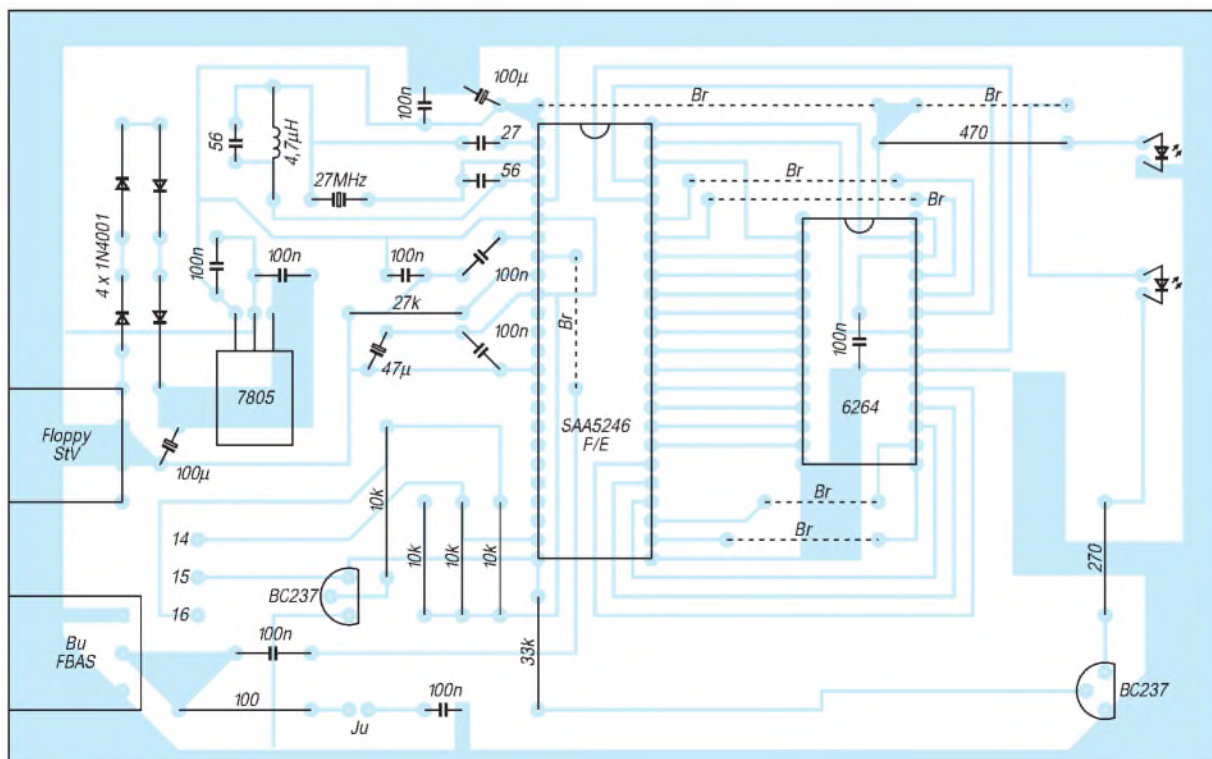 100n
100µ
Br
Br
27
470
56
4,7µH
56
27MHz
Br
Br
4 x 1N4001
100n
100n
100n
100n
27k
100n
Br
100n
47µ
7805
SAA5246
F/E
6264
Floppy
StV
100µ
10k
Br
Br
14
10k
10k
10k
15
BC237
16
270
100n
33k
Bu
FBAS
100
Ju
100n
BC237